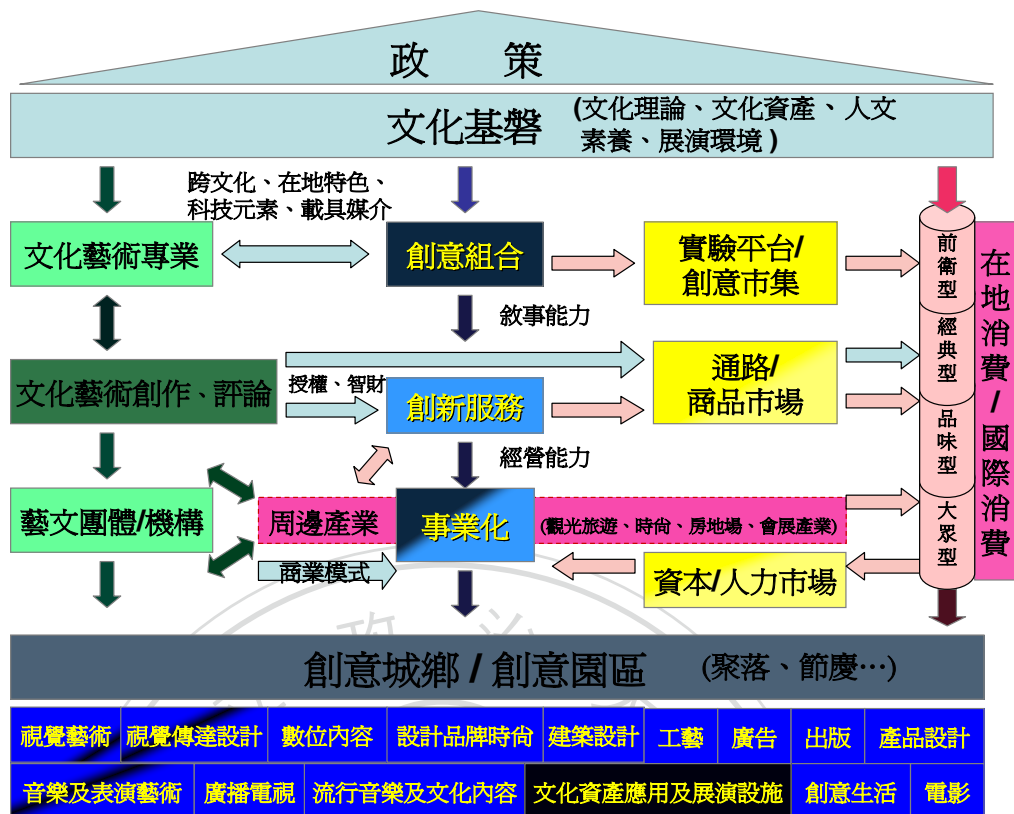 政 策
文化基磐
(文化理論、文化資產、人文
素養、展演環境)
跨文化、在地特色、
科技元素、載具媒介
文化藝術專業
創意組合
實驗平台/
創意市集
前衛型
在地消費/國際消費
敘事能力
經典型
文化藝術創作、評論
授權、智財
創新服務
通路/
商品市場
品味型
經營能力
藝文團體/機構
周邊產業
事業化
(觀光旅遊、時尚、房地場、會展產業)
大眾型
商業模式
資本/人力市場
政 治
創意城鄉 / 創意園區
(聚落、節慶…)
視覺藝術
視覺傳達設計
數位內容
設計品牌時尚
建築設計
工藝
廣告
出版
產品設計
音樂及表演藝術
廣播電視
流行音樂及文化內容
文化資產應用及展演設施
創意生活
電影